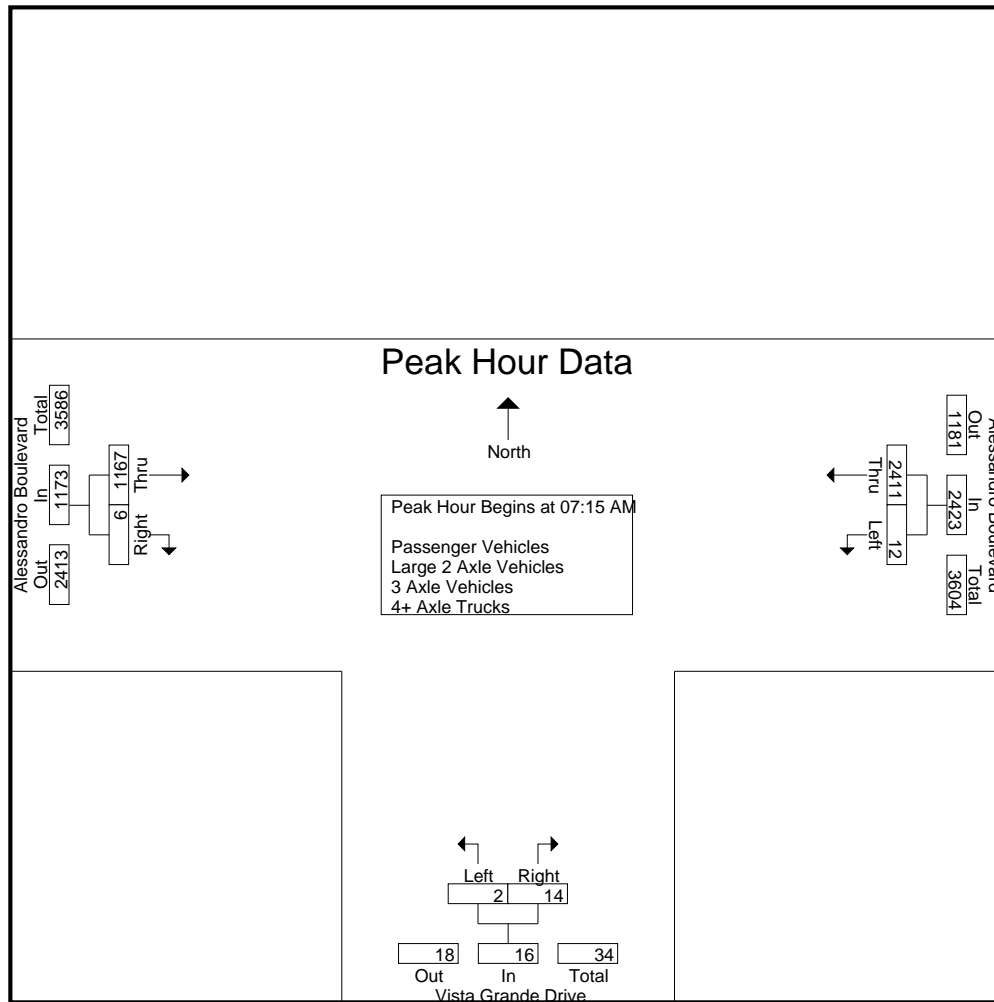 Peak Hour Data
North
Peak Hour Begins at 07:15 AM
Passenger Vehicles
Large 2 Axle Vehicles
3 Axle Vehicles
4+ Axle Trucks
Alessandro Boulevard
Out In Total
2413 1173 3586
Right Thru
6 1167
Alessandro Boulevard
Out In Total
1181 2423 3604
Thru Left
2411 12
Left Right
2 14
18 16 34
Out In Total
Vista Grande Drive